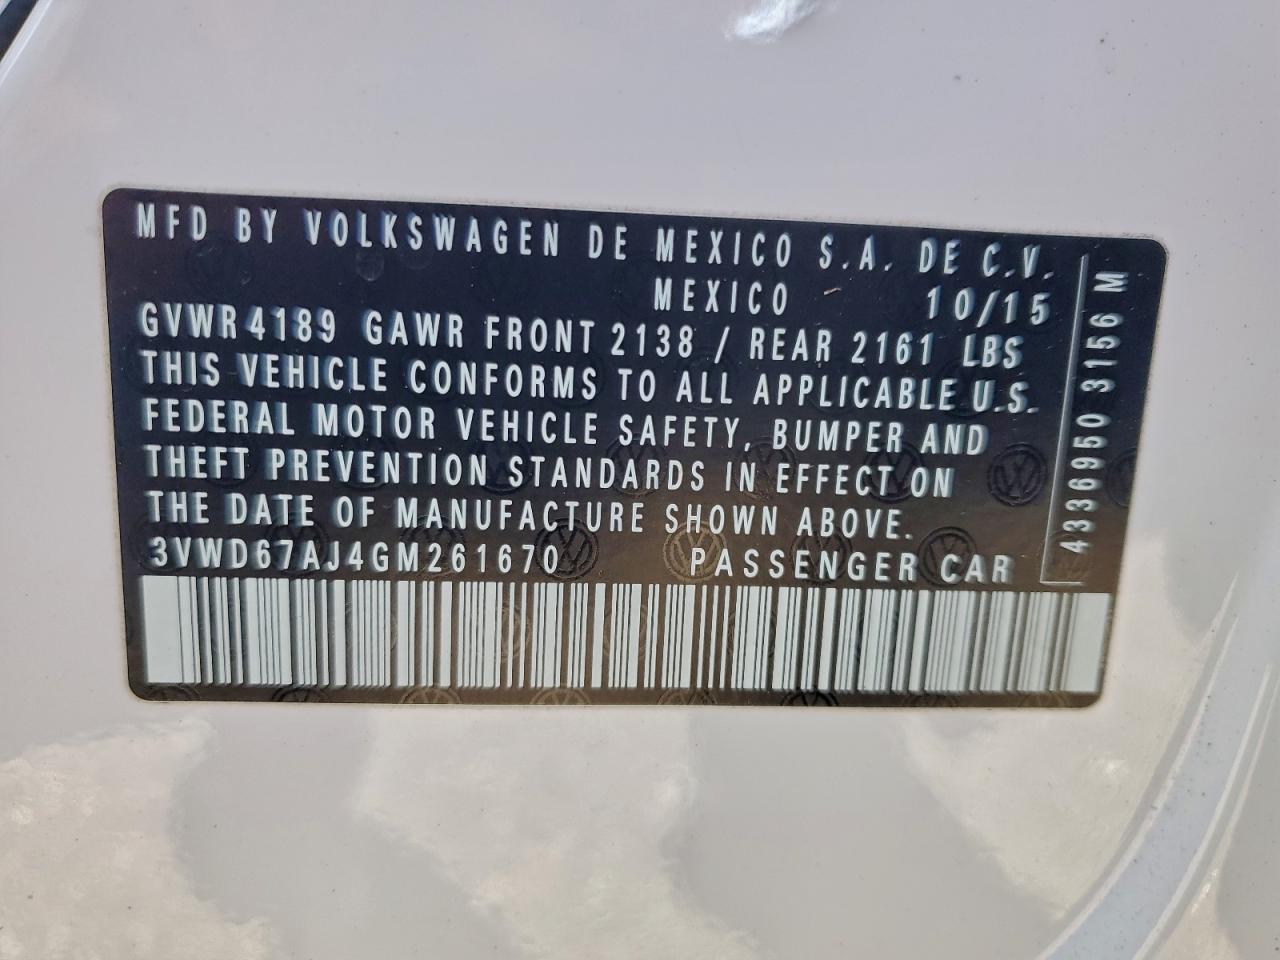 MFD BY VOLKSWAGEN DE MEXICO S.A. DE C.V.
MEXICO 10/15
GVWR 4189 GAWR FRONT 2138 / REAR 2161 LBS
THIS VEHICLE CONFORMS TO ALL APPLICABLE U.S.
FEDERAL MOTOR VEHICLE SAFETY, BUMPER AND
THEFT PREVENTION STANDARDS IN EFFECT ON
THE DATE OF MANUFACTURE SHOWN ABOVE.
3VWD67AJ4GM261670 PASSENGER CAR
4336950 3156 M